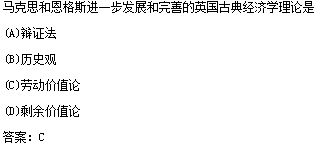 马克思和恩格斯进一步发展和完善的英国古典经济学理论是
(A)辩证法
(B)历史观
(C)劳动价值论
(D)剩余价值论
答案：C